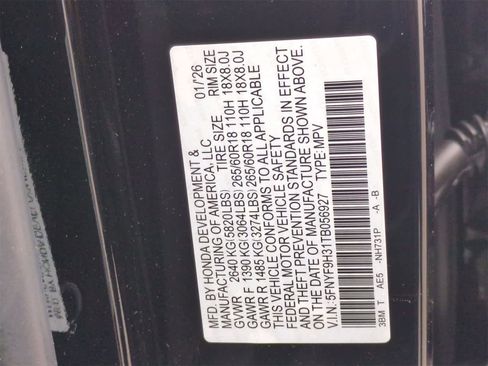 MFD. BY HONDA DEVELOPMENT &
MANUFACTURING OF AMERICA, LLC. 01/26
TIRE SIZE RIM SIZE
GVWR 2640 KG(5820LBS)
GAWR F 1390 KG(3064LBS) 265/60R18 110H 18X8.0J
GAWR R 1485 KG(3274LBS) 265/60R18 110H 18X8.0J
THIS VEHICLE CONFORMS TO ALL APPLICABLE
FEDERAL MOTOR VEHICLE SAFETY
AND THEFT PREVENTION STANDARDS IN EFFECT
ON THE DATE OF MANUFACTURE SHOWN ABOVE.
V.I.N: 5FNYF9H31TB056927 TYPE: MPV
3BM T AE5 -NH731P -A -B